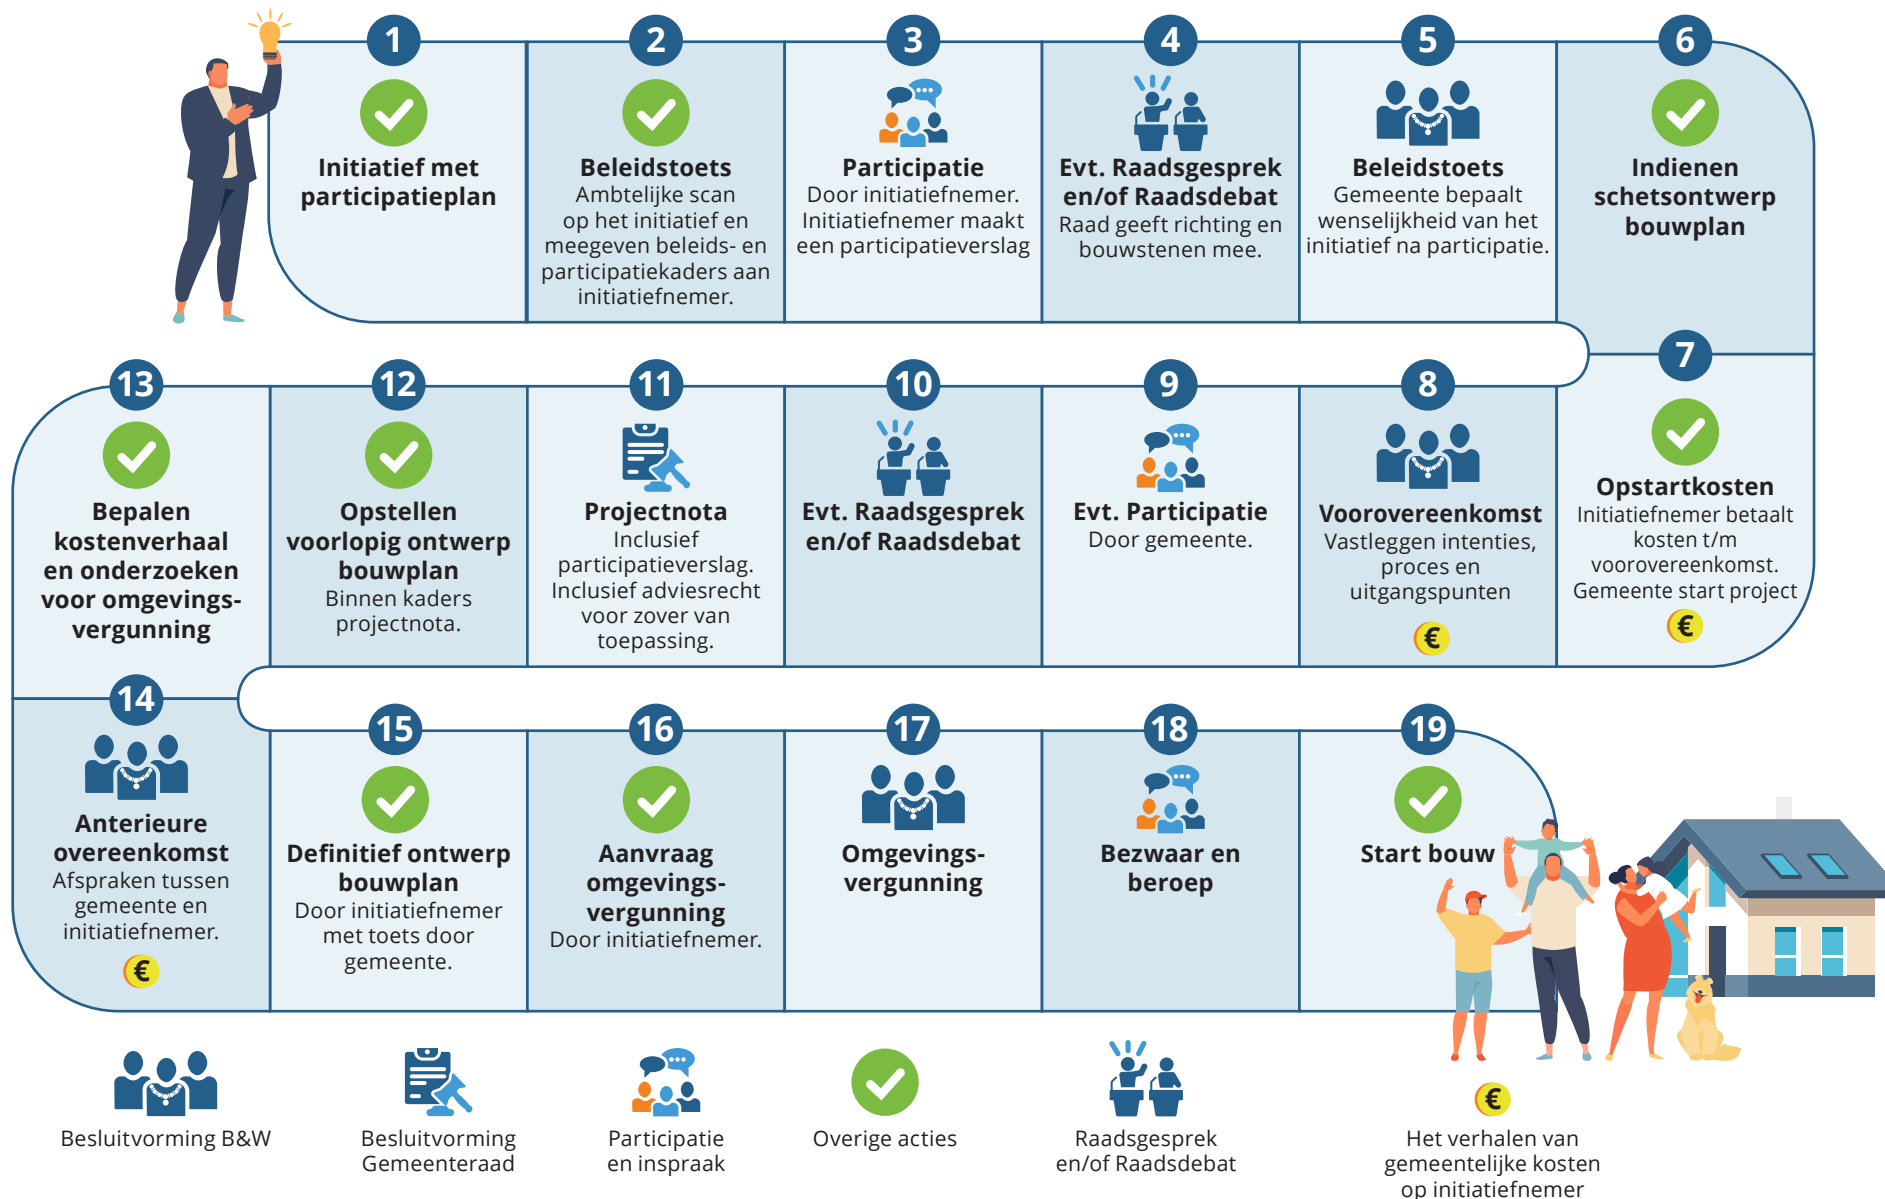 1
Initiatief met
participatieplan
2
Beleidstoets
Ambtelijke scan
op het initiatief en
meegeven beleids- en
participatiekaders aan
initiatiefnemer.
3
Participatie
Door initiatiefnemer.
Initiatiefnemer maakt
een participatieverslag
4
Evt. Raadsgesprek
en/of Raadsdebat
Raad geeft richting en
bouwstenen mee.
5
Beleidstoets
Gemeente bepaalt
wenselijkheid van het
initiatief na participatie.
6
Indienen
schetsontwerp
bouwplan
7
Opstartkosten
Initiatiefnemer betaalt
kosten t/m
voorovereenkomst.
Gemeente start project
€
8
Voorovereenkomst
Vastleggen intenties,
proces en
uitgangspunten
€
9
Evt. Participatie
Door gemeente.
10
Evt. Raadsgesprek
en/of Raadsdebat
11
Projectnota
Inclusief
participatieverslag.
Inclusief adviesrecht
voor zover van
toepassing.
12
Opstellen
voorlopig ontwerp
bouwplan
Binnen kaders
projectnota.
13
Bepalen
kostenverhaal
en onderzoeken
voor omgevings-
vergunning
14
Anterieure
overeenkomst
Afspraken tussen
gemeente en
initiatiefnemer.
€
15
Definitief ontwerp
bouwplan
Door initiatiefnemer
met toets door
gemeente.
16
Aanvraag
omgevings-
vergunning
Door initiatiefnemer.
17
Omgevings-
vergunning
18
Bezwaar en
beroep
19
Start bouw
Besluitvorming B&W
Besluitvorming
Gemeenteraad
Participatie
en inspraak
Overige acties
Raadsgesprek
en/of Raadsdebat
€
Het verhalen van
gemeentelijke kosten
op initiatiefnemer